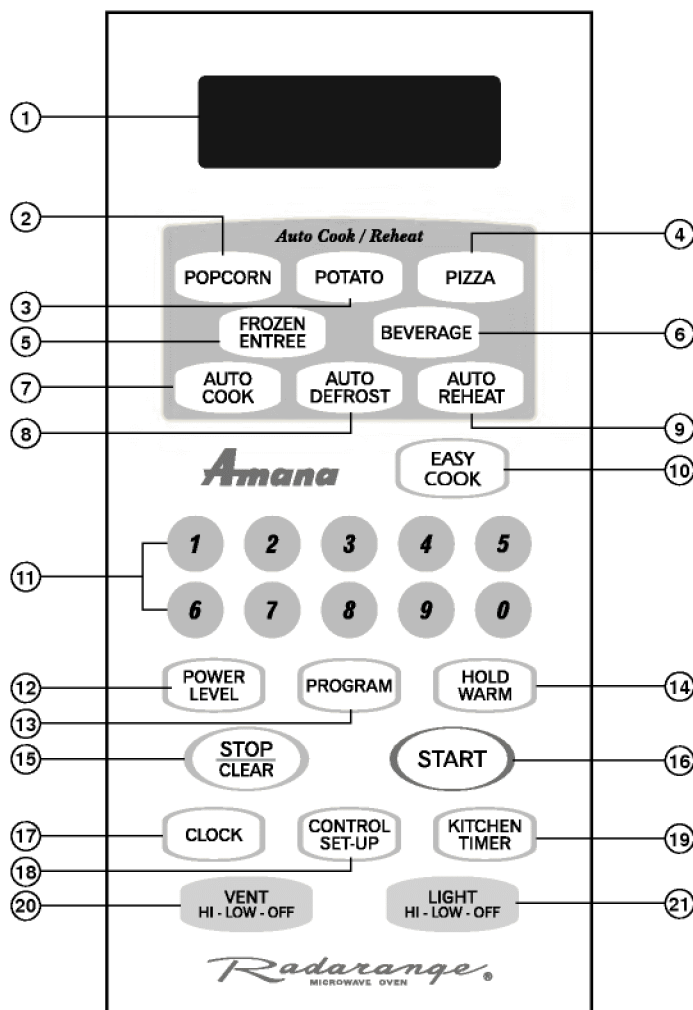 1
2
Auto Cook / Reheat
4
POPCORN
POTATO
PIZZA
3
5
FROZEN
ENTREE
BEVERAGE
6
7
AUTO
COOK
AUTO
DEFROST
AUTO
REHEAT
8
9
Amana
EASY
COOK
10
1 2 3 4 5
11
6 7 8 9 0
12
POWER
LEVEL
PROGRAM
HOLD
WARM
14
13
15
STOP
CLEAR
START
16
17
CLOCK
CONTROL
SET-UP
KITCHEN
TIMER
19
18
20
VENT
HI - LOW - OFF
LIGHT
HI - LOW - OFF
21
Radarange®
MICROWAVE OVEN